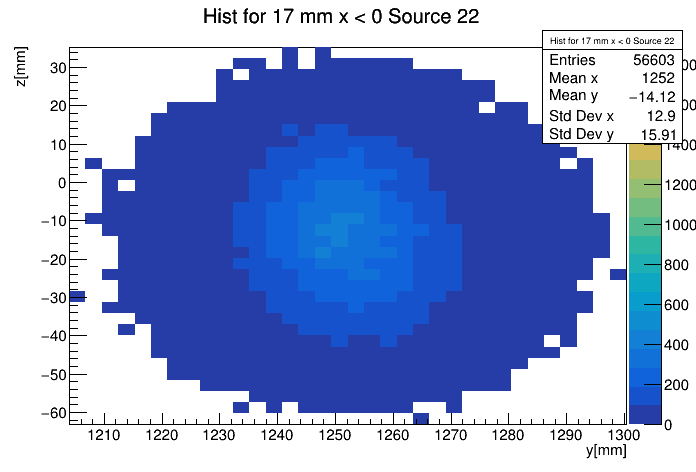 Hist for 17 mm x < 0 Source 22
Hist for 17 mm x < 0 Source 22
Entries 56603
Mean x 1252
Mean y −14.12
Std Dev x 12.9
Std Dev y 15.91
z[mm]
30
20
10
0
−10
−20
−30
−40
−50
−60
1210 1220 1230 1240 1250 1260 1270 1280 1290 1300
y[mm]
1400
1200
1000
800
600
400
200
0